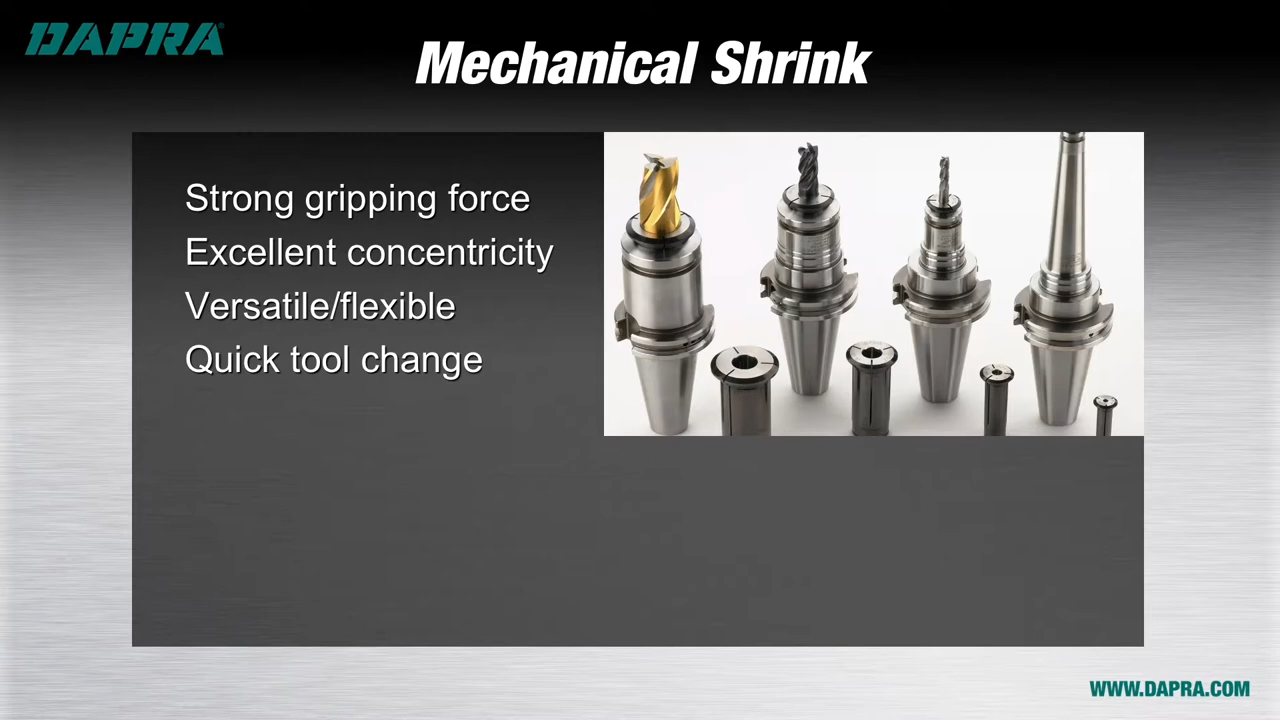 DAPRA
Mechanical Shrink
Strong gripping force
Excellent concentricity
Versatile/flexible
Quick tool change
WWW.DAPRA.COM